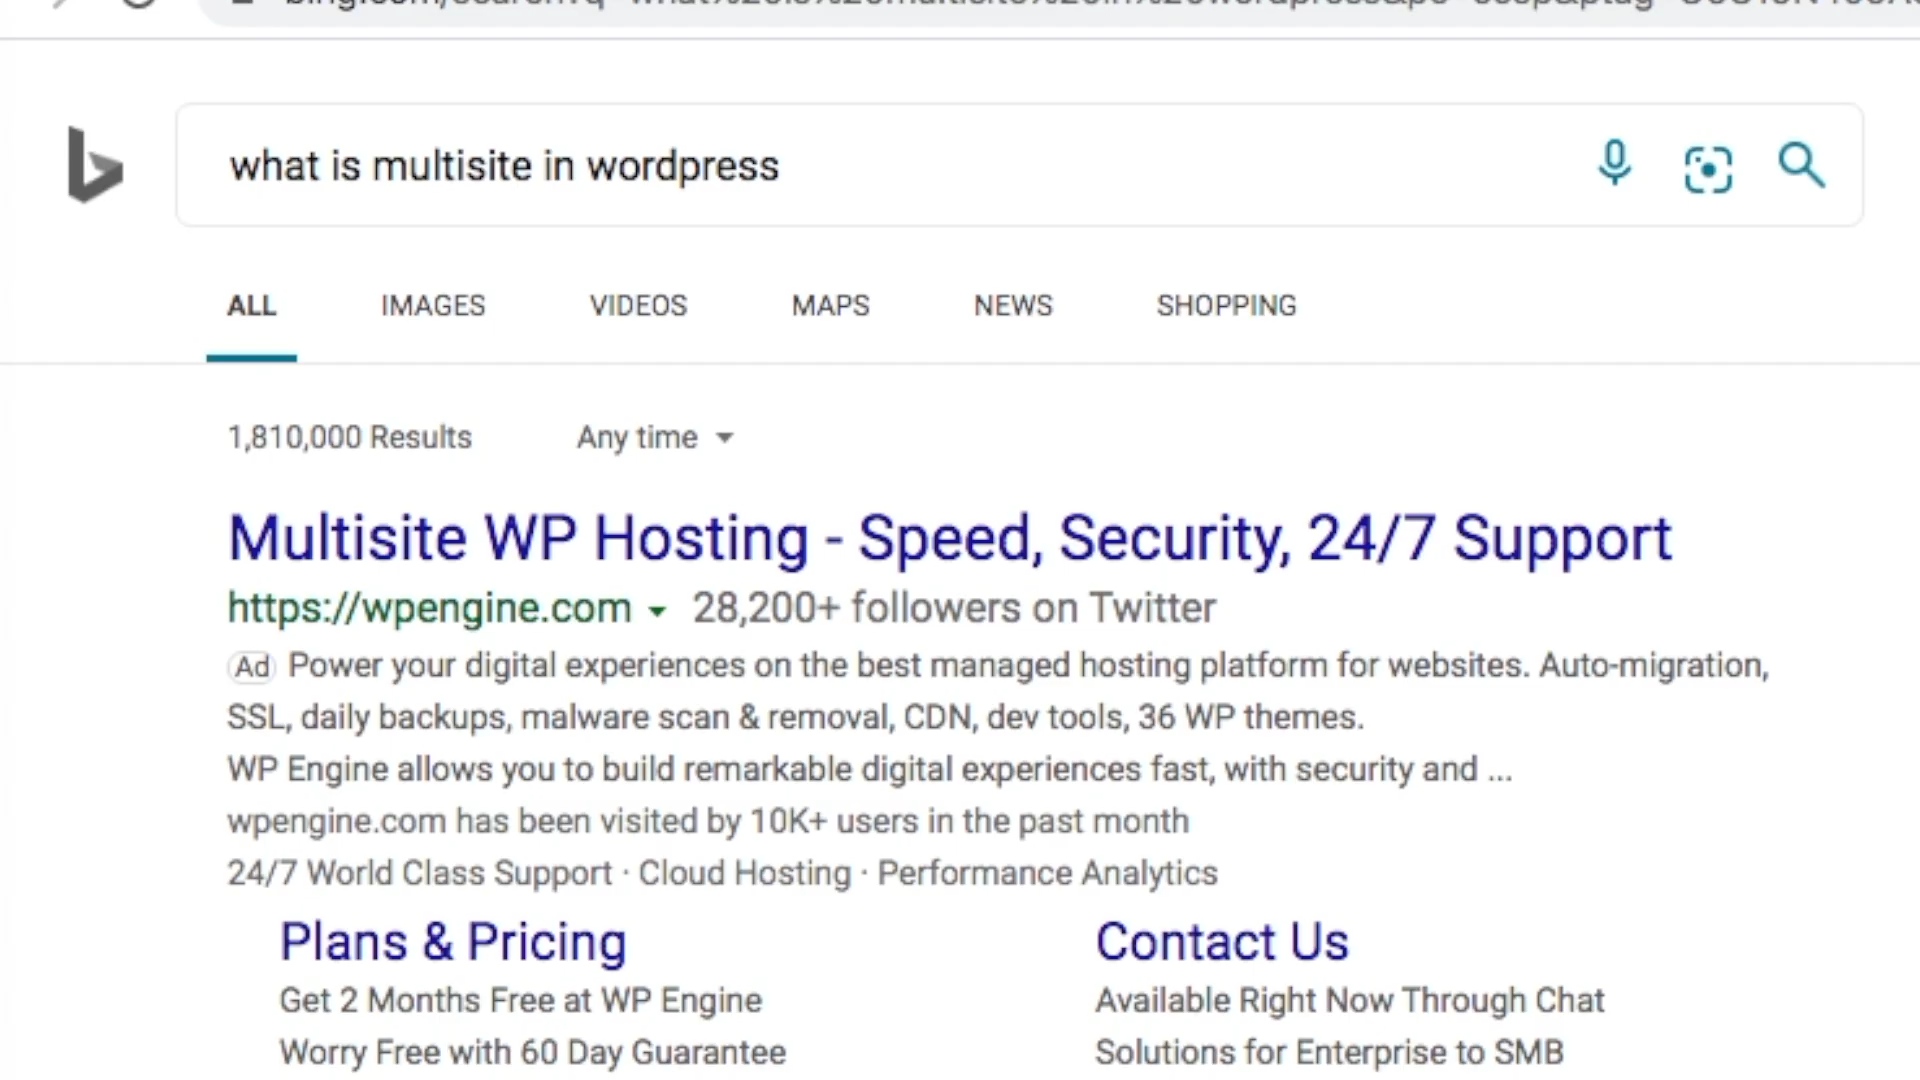 what is multisite in wordpress
ALL IMAGES VIDEOS MAPS NEWS SHOPPING
1,810,000 Results Any time
Multisite WP Hosting - Speed, Security, 24/7 Support
https://wpengine.com 28,200+ followers on Twitter
Ad Power your digital experiences on the best managed hosting platform for websites. Auto-migration,
SSL, daily backups, malware scan & removal, CDN, dev tools, 36 WP themes.
WP Engine allows you to build remarkable digital experiences fast, with security and ...
wpengine.com has been visited by 10K+ users in the past month
24/7 World Class Support · Cloud Hosting · Performance Analytics
Plans & Pricing
Get 2 Months Free at WP Engine
Worry Free with 60 Day Guarantee
Contact Us
Available Right Now Through Chat
Solutions for Enterprise to SMB